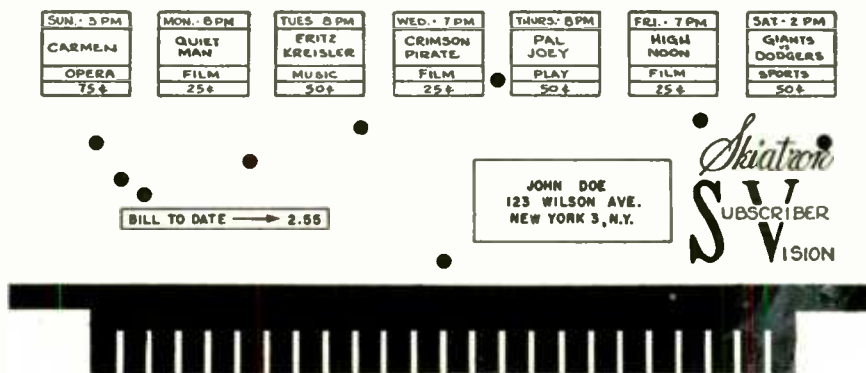 SUN. - 3 PM
CARMEN
OPERA
75¢
MON. - 8 PM
QUIET
MAN
FILM
25¢
TUES 8 PM
FRITZ
KREISLER
MUSIC
50¢
WED. - 7 PM
CRIMSON
PIRATE
FILM
25¢
THURS. 8 PM
PAL
JOEY
PLAY
50¢
FRI. - 7 PM
HIGH
NOON
FILM
25¢
SAT - 2 PM
GIANTS
VS
DODGERS
SPORTS
50¢
BILL TO DATE → 2.55
JOHN DOE
123 WILSON AVE.
NEW YORK 3, N.Y.
Skiatron
SUBSCRIBER
VISION